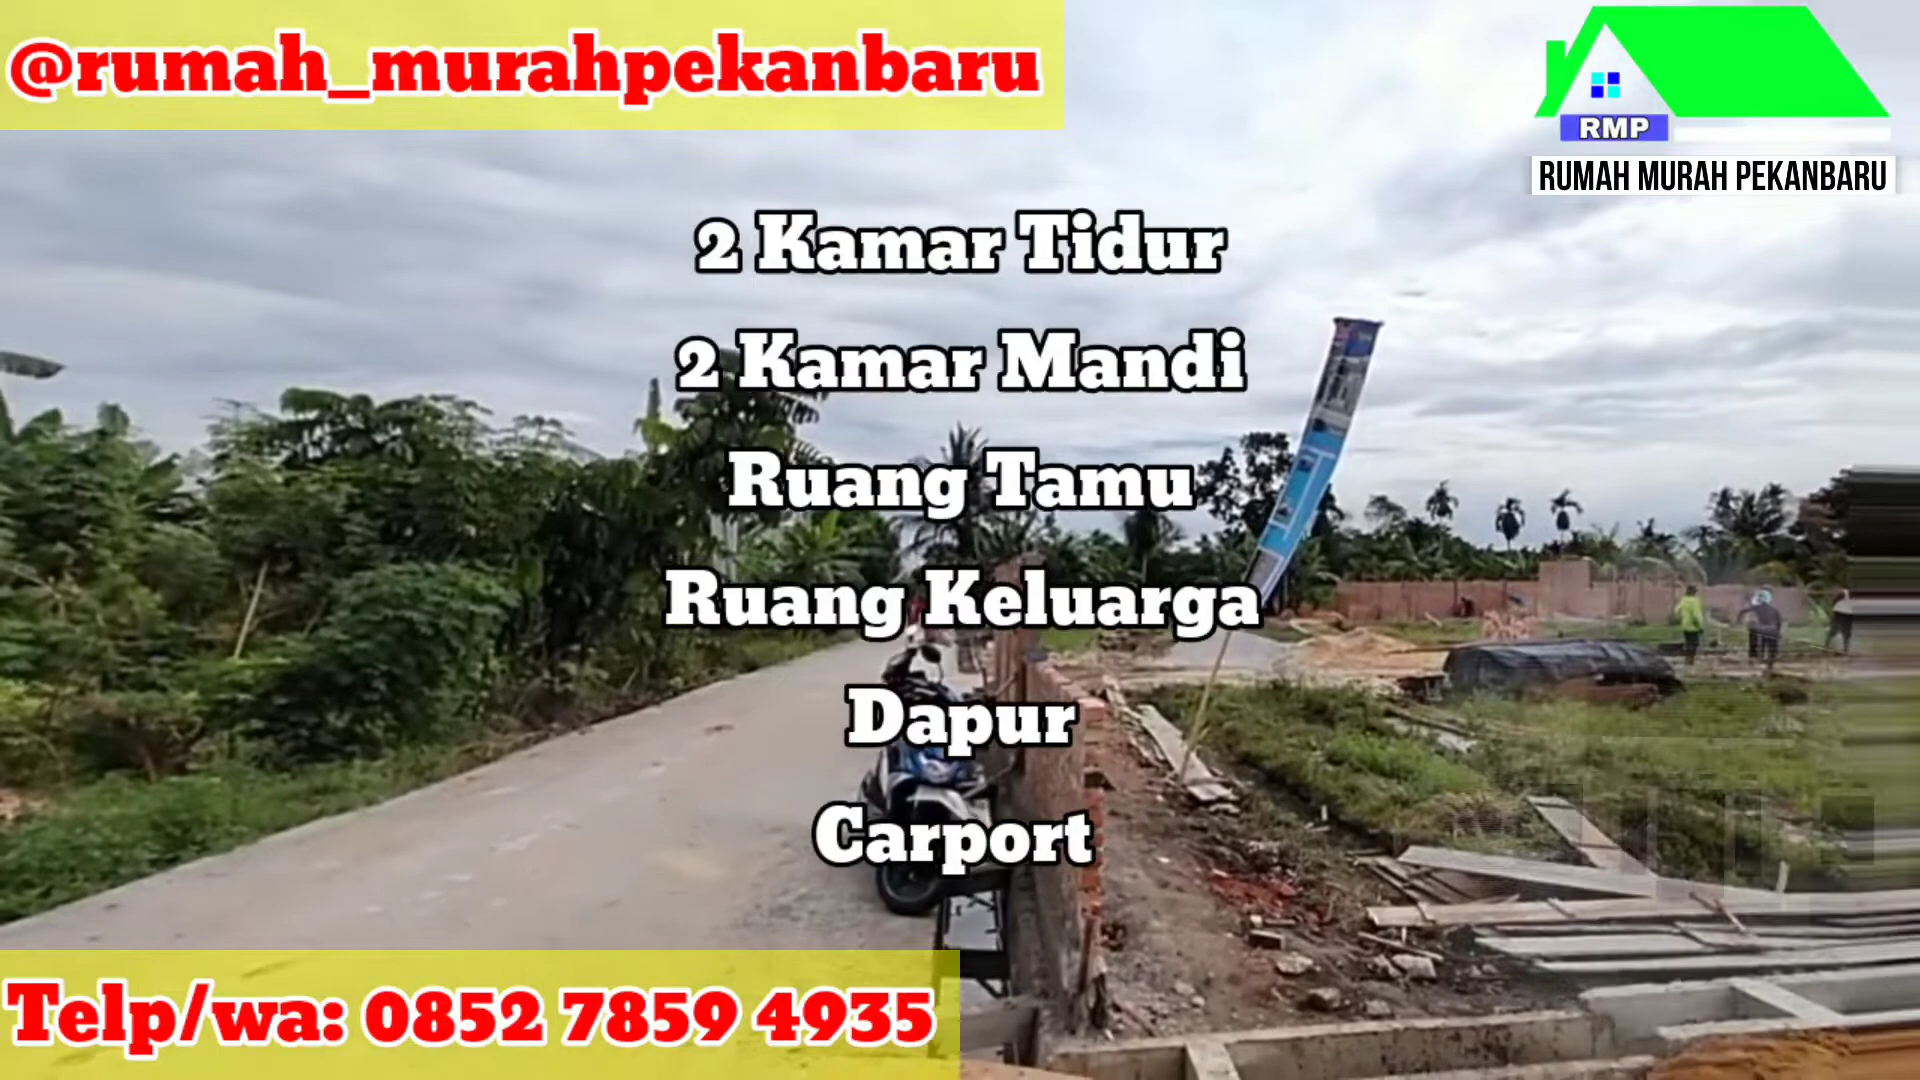 @rumah_murahpekanbaru
RMP
RUMAH MURAH PEKANBARU
2 Kamar Tidur
2 Kamar Mandi
Ruang Tamu
Ruang Keluarga
Dapur
Carport
Telp/wa: 0852 7859 4935